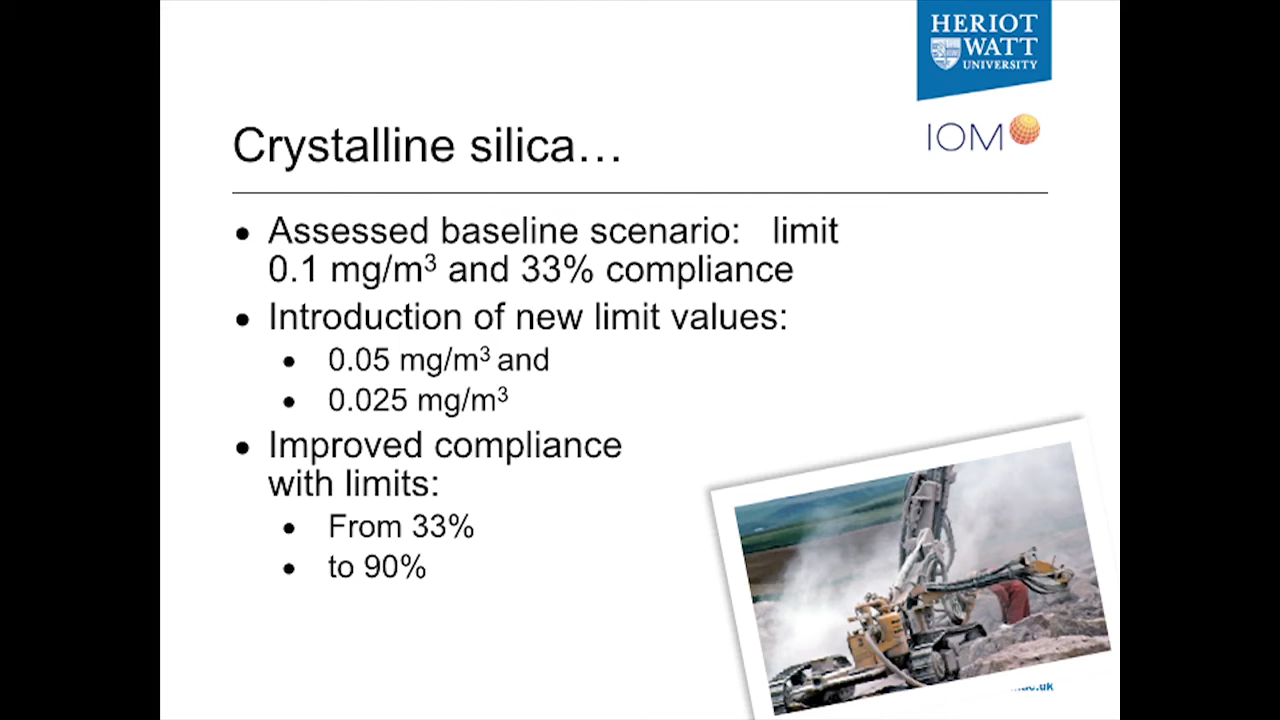 HERIOT
WATT
UNIVERSITY
IOM
Crystalline silica…
• Assessed baseline scenario: limit
0.1 mg/m³ and 33% compliance
• Introduction of new limit values:
• 0.05 mg/m³ and
• 0.025 mg/m³
• Improved compliance
with limits:
• From 33%
• to 90%